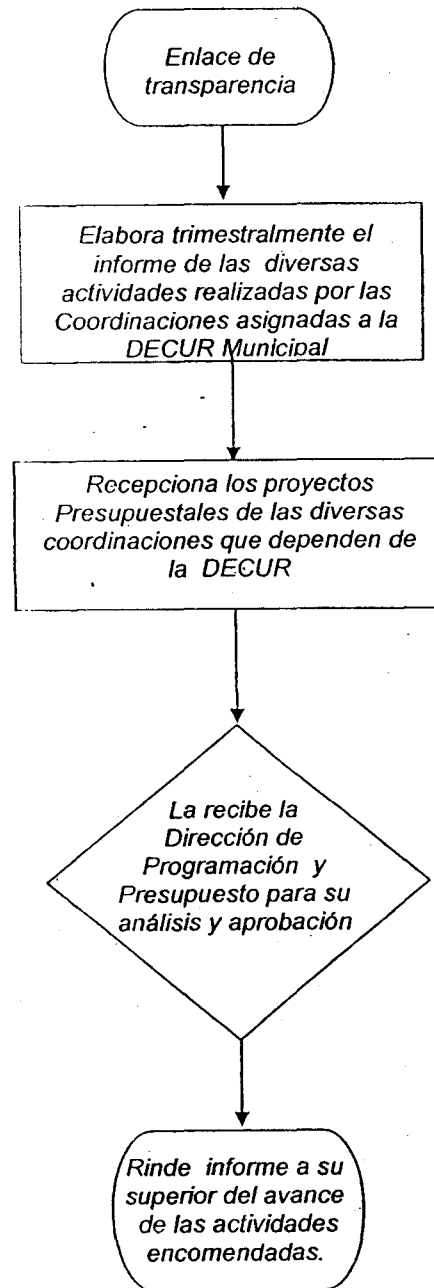 Enlace de
transparencia
Elabora trimestralmente el
informe de las diversas
actividades realizadas por las
Coordinaciones asignadas a la
DECUR Municipal
Recepciona los proyectos
Presupuestales de las diversas
coordinaciones que dependen de
la DECUR
La recibe la
Dirección de
Programación y
Presupuesto para su
análisis y aprobación
Rinde informe a su
superior del avance
de las actividades
encomendadas.